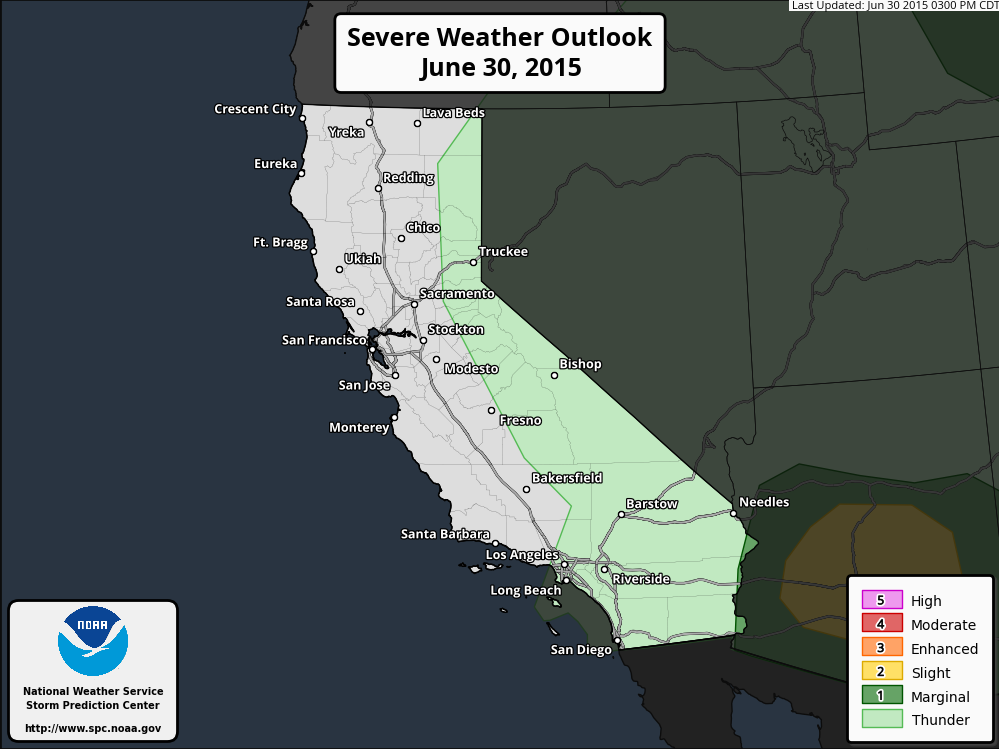 Last Updated: Jun 30 2015 0300 PM CDT
Severe Weather Outlook
June 30, 2015
Crescent City
Lava Beds
Yreka
Eureka
Redding
Chico
Ft. Bragg
Ukiah
Truckee
Sacramento
Santa Rosa
Stockton
San Francisco
Modesto
Bishop
San Jose
Fresno
Monterey
Bakersfield
Barstow
Needles
Santa Barbara
Los Angeles
Riverside
Long Beach
San Diego
NOAA
National Weather Service
Storm Prediction Center
http://www.spc.noaa.gov
5 High
4 Moderate
3 Enhanced
2 Slight
1 Marginal
Thunder